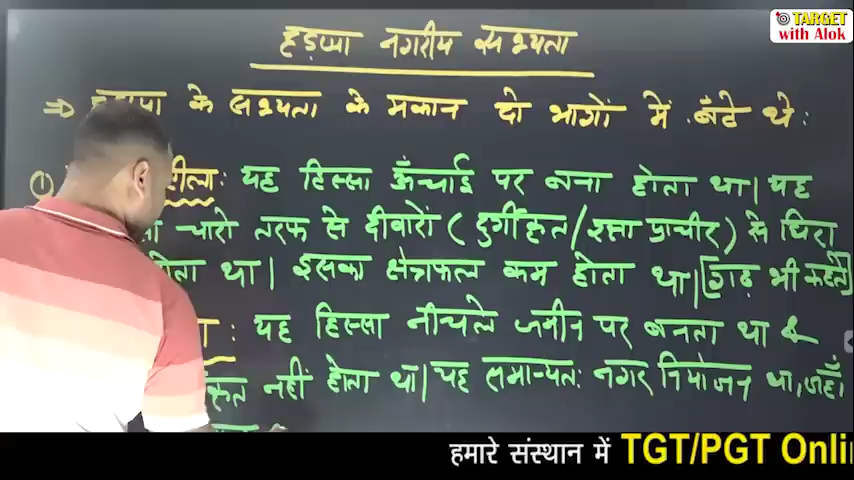 TARGET
with Alok
हड़प्पा नगरीय सभ्यता
⇒ के सभ्यता के मकान दो भागों में बँटे थे:
① यह हिस्सा ऊँचाई पर बना होता था। यह
चारो तरफ से दीवारों (दुर्गीकृत/रक्षा प्राचीर) से घिरा
होता था। इसका क्षेत्रफल कम होता था। [गढ़ भी कहते]
: यह हिस्सा नीचले जमीन पर बनता था &
नहीं होता था। यह सामान्यतः नगर नियोजन था, जहाँ
हमारे संस्थान में TGT/PGT Onli